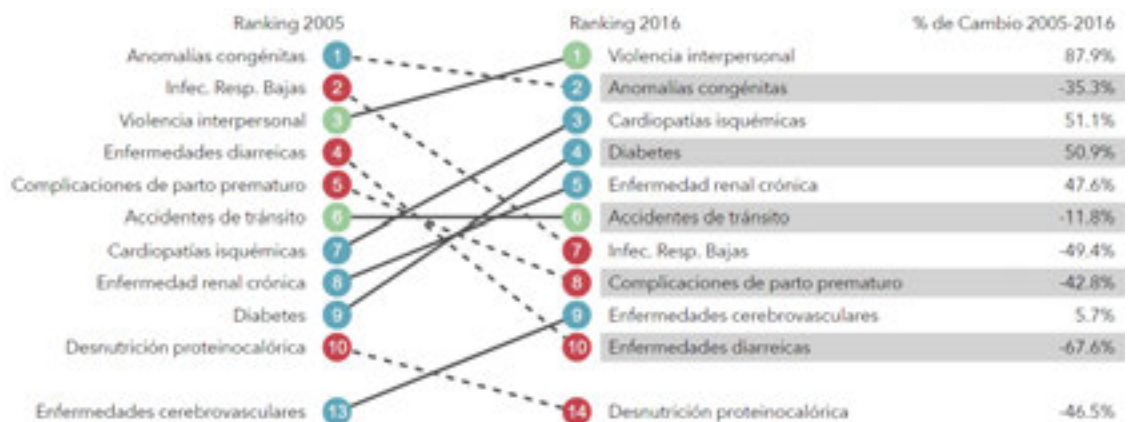 Ranking 2005 Ranking 2016 % de Cambio 2005-2016
Anomalías congénitas 1 1 Violencia interpersonal 87.9%
Infec. Resp. Bajas 2 2 Anomalías congénitas -35.3%
Violencia interpersonal 3 3 Cardiopatías isquémicas 51.1%
Enfermedades diarreicas 4 4 Diabetes 50.9%
Complicaciones de parto prematuro 5 5 Enfermedad renal crónica 47.6%
Accidentes de tránsito 6 6 Accidentes de tránsito -11.8%
Cardiopatías isquémicas 7 7 Infec. Resp. Bajas -49.4%
Enfermedad renal crónica 8 8 Complicaciones de parto prematuro -42.8%
Diabetes 9 9 Enfermedades cerebrovasculares 5.7%
Desnutrición proteinocalórica 10 10 Enfermedades diarreicas -67.6%
Enfermedades cerebrovasculares 13 14 Desnutrición proteinocalórica -46.5%